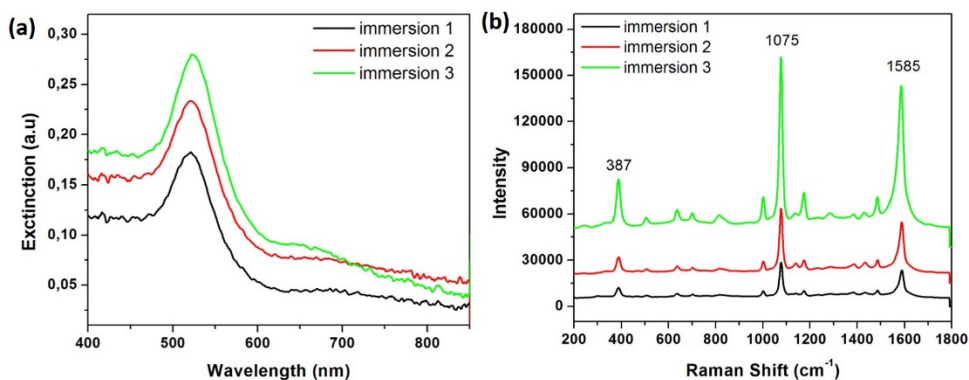 (a)
immersion 1
immersion 2
immersion 3
0,30
0,25
0,20
0,15
0,10
0,05
0,00
Exctinction (a.u)
400 500 600 700 800
Wavelength (nm)
(b)
immersion 1
immersion 2
immersion 3
1075
1585
387
180000
150000
120000
90000
60000
30000
0
Intensity
200 400 600 800 1000 1200 1400 1600 1800
Raman Shift (cm⁻¹)